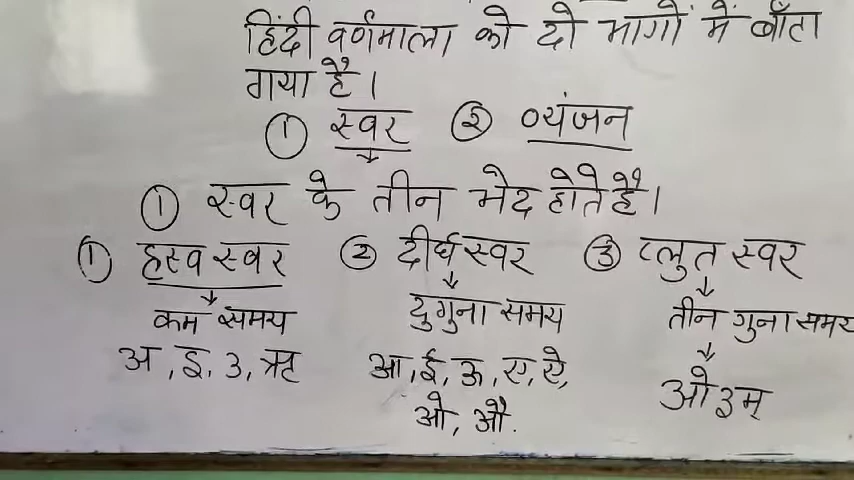 हिंदी वर्णमाला को दो भागों में बाँटा
गया है।
① स्वर ② व्यंजन
① स्वर के तीन भेद होते है।
① हस्व स्वर ② दीर्घ स्वर ③ प्लुत स्वर
कम समय दुगुना समय तीन गुना समय
अ, इ, उ, ऋ आ, ई, ऊ, ए, ऐ, ओ३म्
ओ, औ.